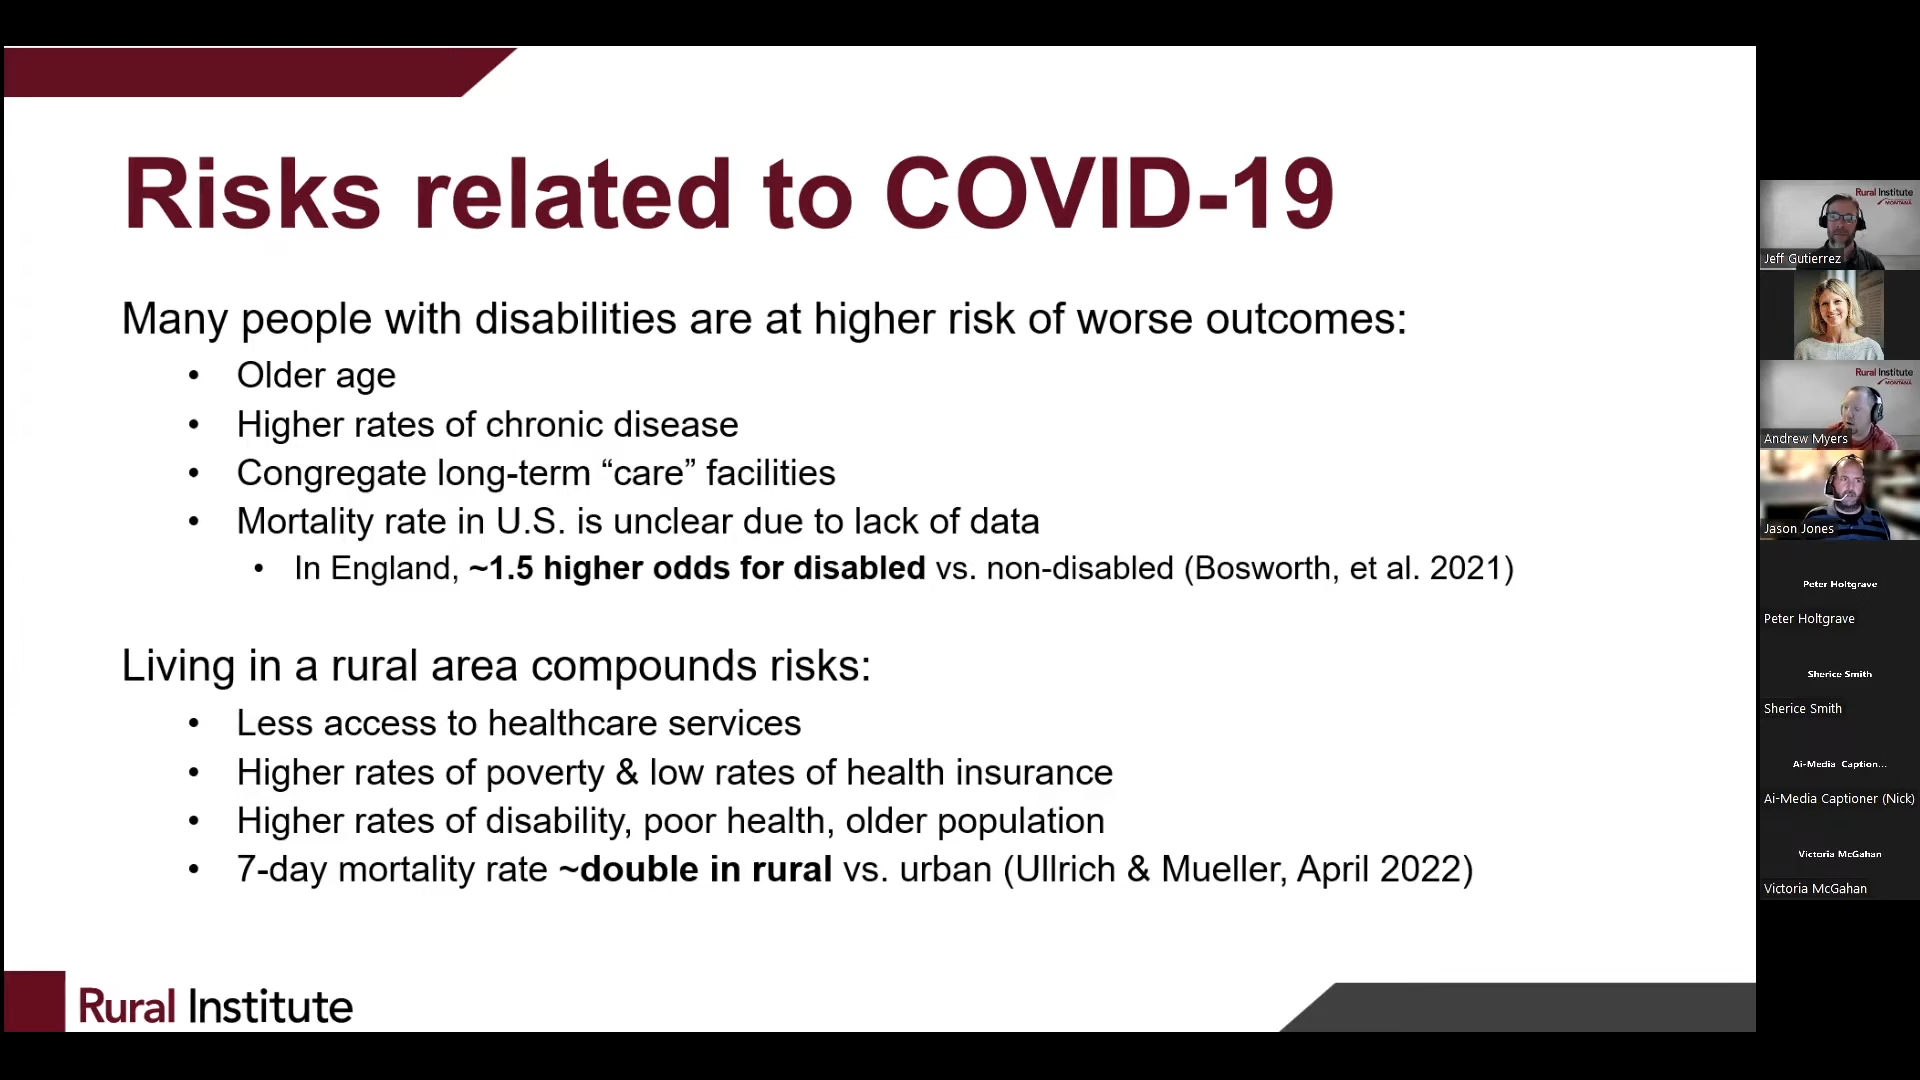 Risks related to COVID-19
Many people with disabilities are at higher risk of worse outcomes:
• Older age
• Higher rates of chronic disease
• Congregate long-term “care” facilities
• Mortality rate in U.S. is unclear due to lack of data
• In England, ~1.5 higher odds for disabled vs. non-disabled (Bosworth, et al. 2021)
Living in a rural area compounds risks:
• Less access to healthcare services
• Higher rates of poverty & low rates of health insurance
• Higher rates of disability, poor health, older population
• 7-day mortality rate ~double in rural vs. urban (Ullrich & Mueller, April 2022)
Rural Institute
Rural Institute
MONTANA
Jeff Gutierrez
Rural Institute
MONTANA
Andrew Myers
Jason Jones
Peter Holtgrave
Peter Holtgrave
Sherice Smith
Sherice Smith
Ai-Media Caption...
Ai-Media Captioner (Nick)
Victoria McGahan
Victoria McGahan